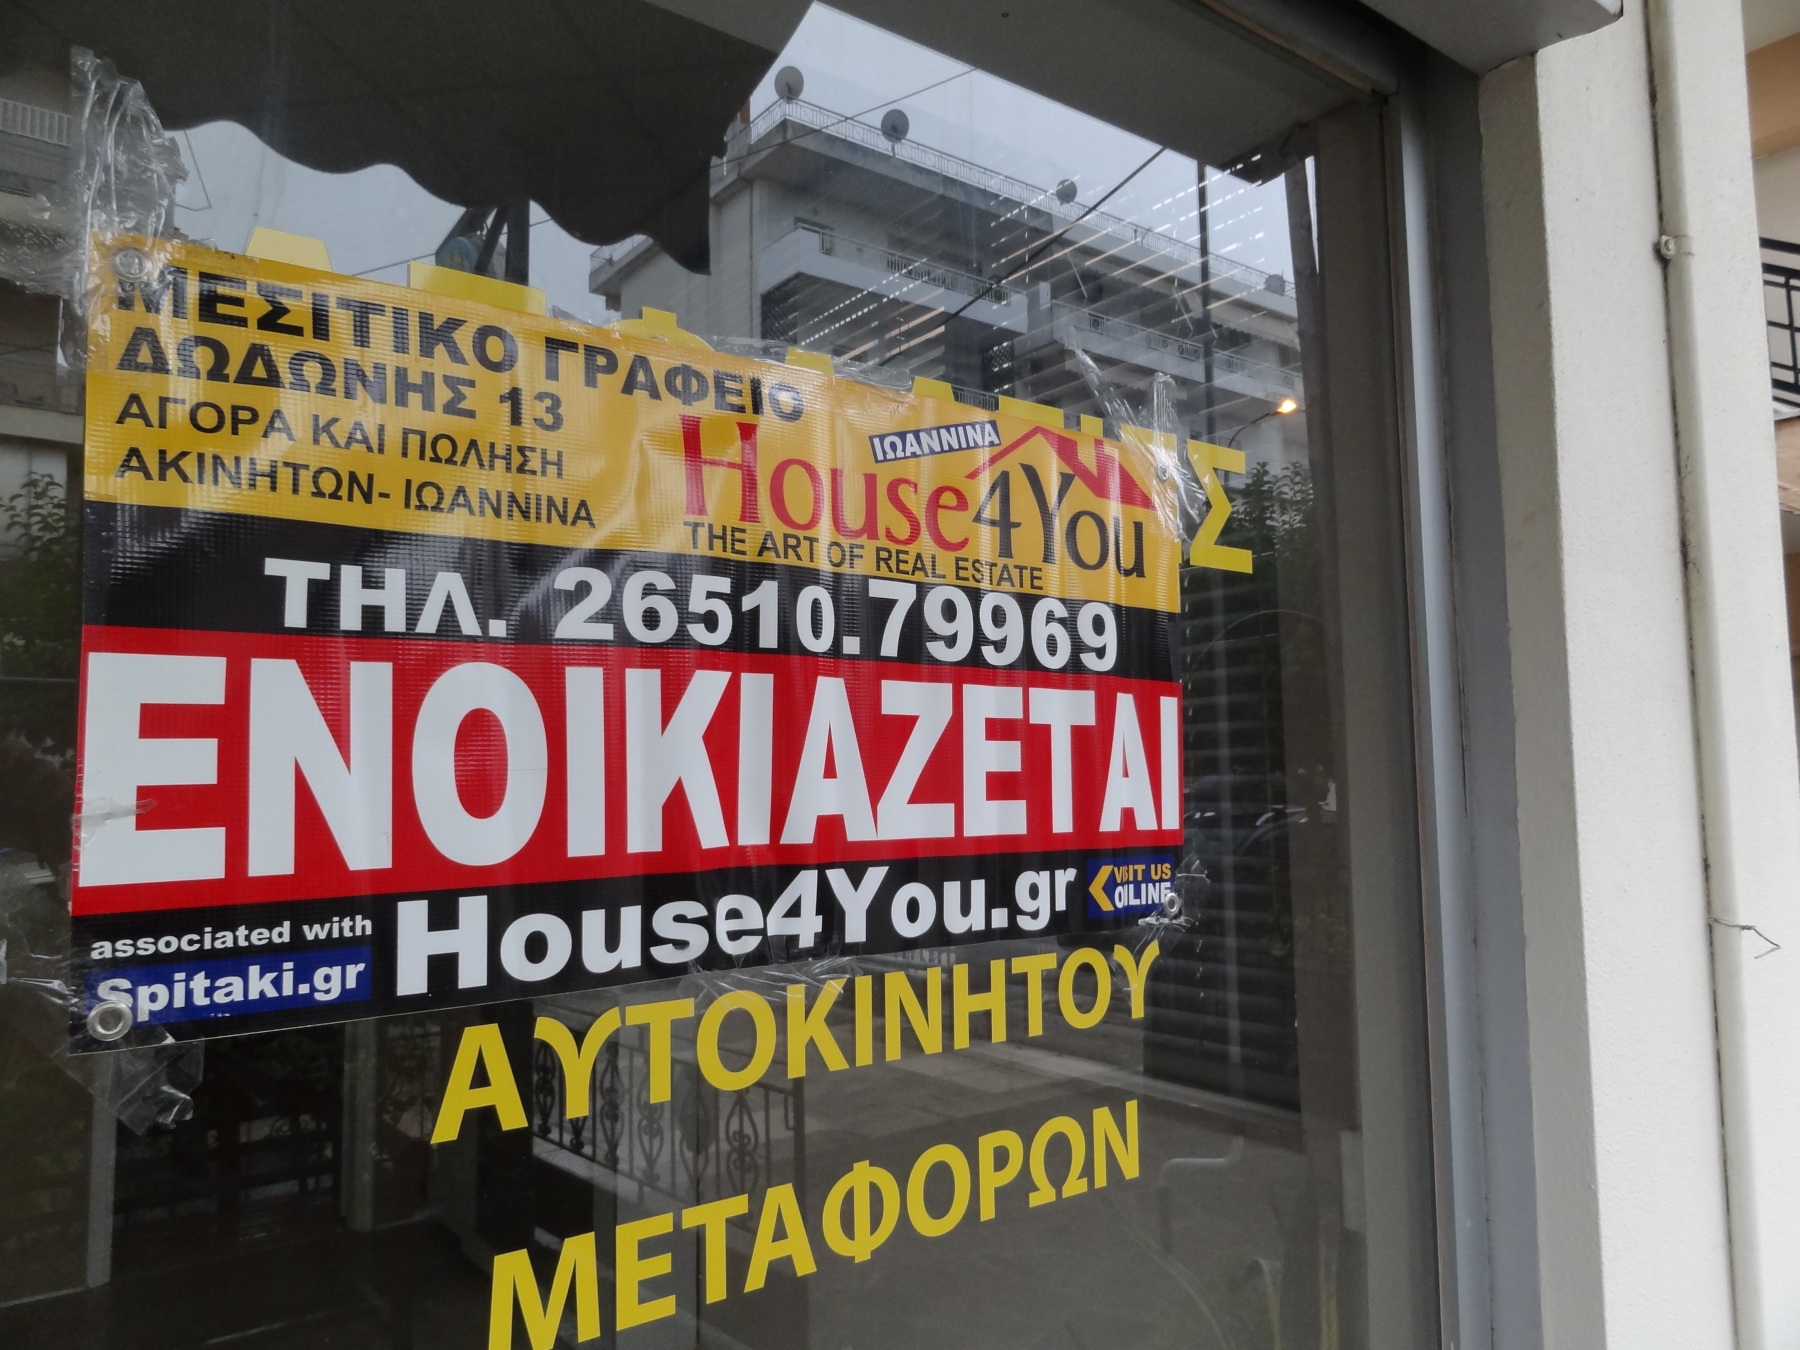 ΜΕΣΙΤΙΚΟ ΓΡΑΦΕΙΟ
ΔΩΔΩΝΗΣ 13
ΑΓΟΡΑ ΚΑΙ ΠΩΛΗΣΗ
ΑΚΙΝΗΤΩΝ- ΙΩΑΝΝΙΝΑ
ΙΩΑΝΝΙΝΑ
House4You
THE ART OF REAL ESTATE
ΤΗΛ. 26510.79969
ΕΝΟΙΚΙΑΖΕΤΑΙ
associated with
Spitaki.gr
House4You.gr
VISIT US
ONLINE
ΑΥΤΟΚΙΝΗΤΟΥ
ΜΕΤΑΦΟΡΩΝ